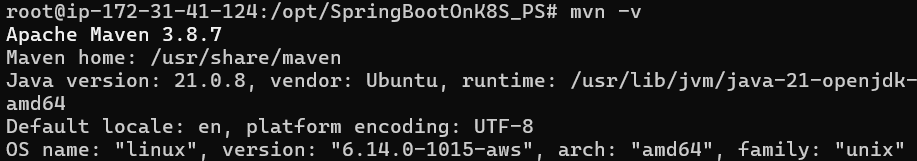 root@ip-172-31-41-124:/opt/SpringBootOnK8S_PS# mvn -v
Apache Maven 3.8.7
Maven home: /usr/share/maven
Java version: 21.0.8, vendor: Ubuntu, runtime: /usr/lib/jvm/java-21-openjdk-
amd64
Default locale: en, platform encoding: UTF-8
OS name: "linux", version: "6.14.0-1015-aws", arch: "amd64", family: "unix"